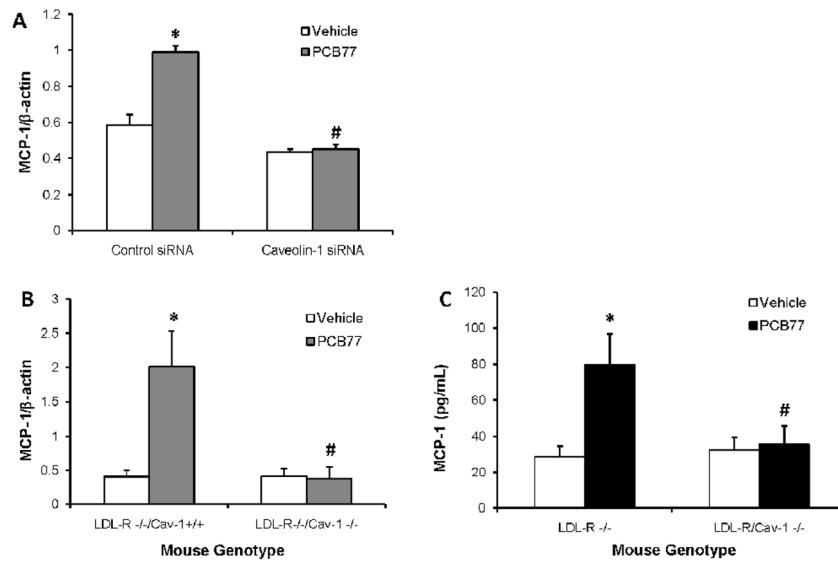 A
1.2
1
0.8
0.6
0.4
0.2
0
MCP-1/β-actin
*
#
Vehicle
PCB77
Control siRNA
Caveolin-1 siRNA
B
3
2.5
2
1.5
1
0.5
0
MCP-1/β-actin
*
#
Vehicle
PCB77
LDL-R -/-/Cav-1+/+
LDL-R-/-/Cav-1 -/-
Mouse Genotype
C
120
100
80
60
40
20
0
MCP-1 (pg/mL)
*
#
Vehicle
PCB77
LDL-R -/-
LDL-R/Cav-1 -/-
Mouse Genotype